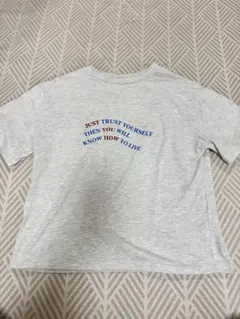 JUST TRUST YOURSELF
THEN YOU WILL
KNOW HOW TO LIVE